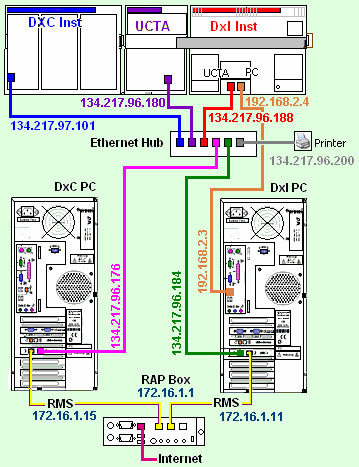 DXC Inst
UCTA
DxI Inst
UCTA
PC
134.217.96.180
192.168.2.4
134.217.96.188
134.217.97.101
Ethernet Hub
Printer
134.217.96.200
DxC PC
DxI PC
134.217.96.176
134.217.96.184
192.168.2.3
RAP Box
172.16.1.1
RMS
172.16.1.15
RMS
172.16.1.11
Internet